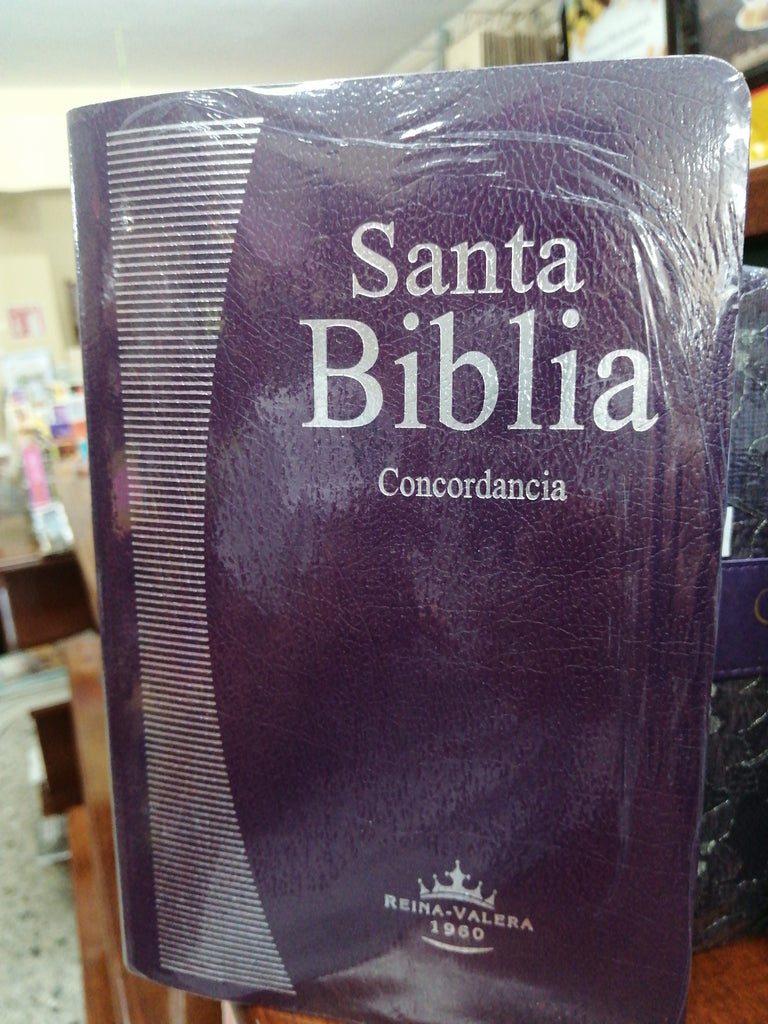 Santa
Biblia
Concordancia
REINA-VALERA
1960